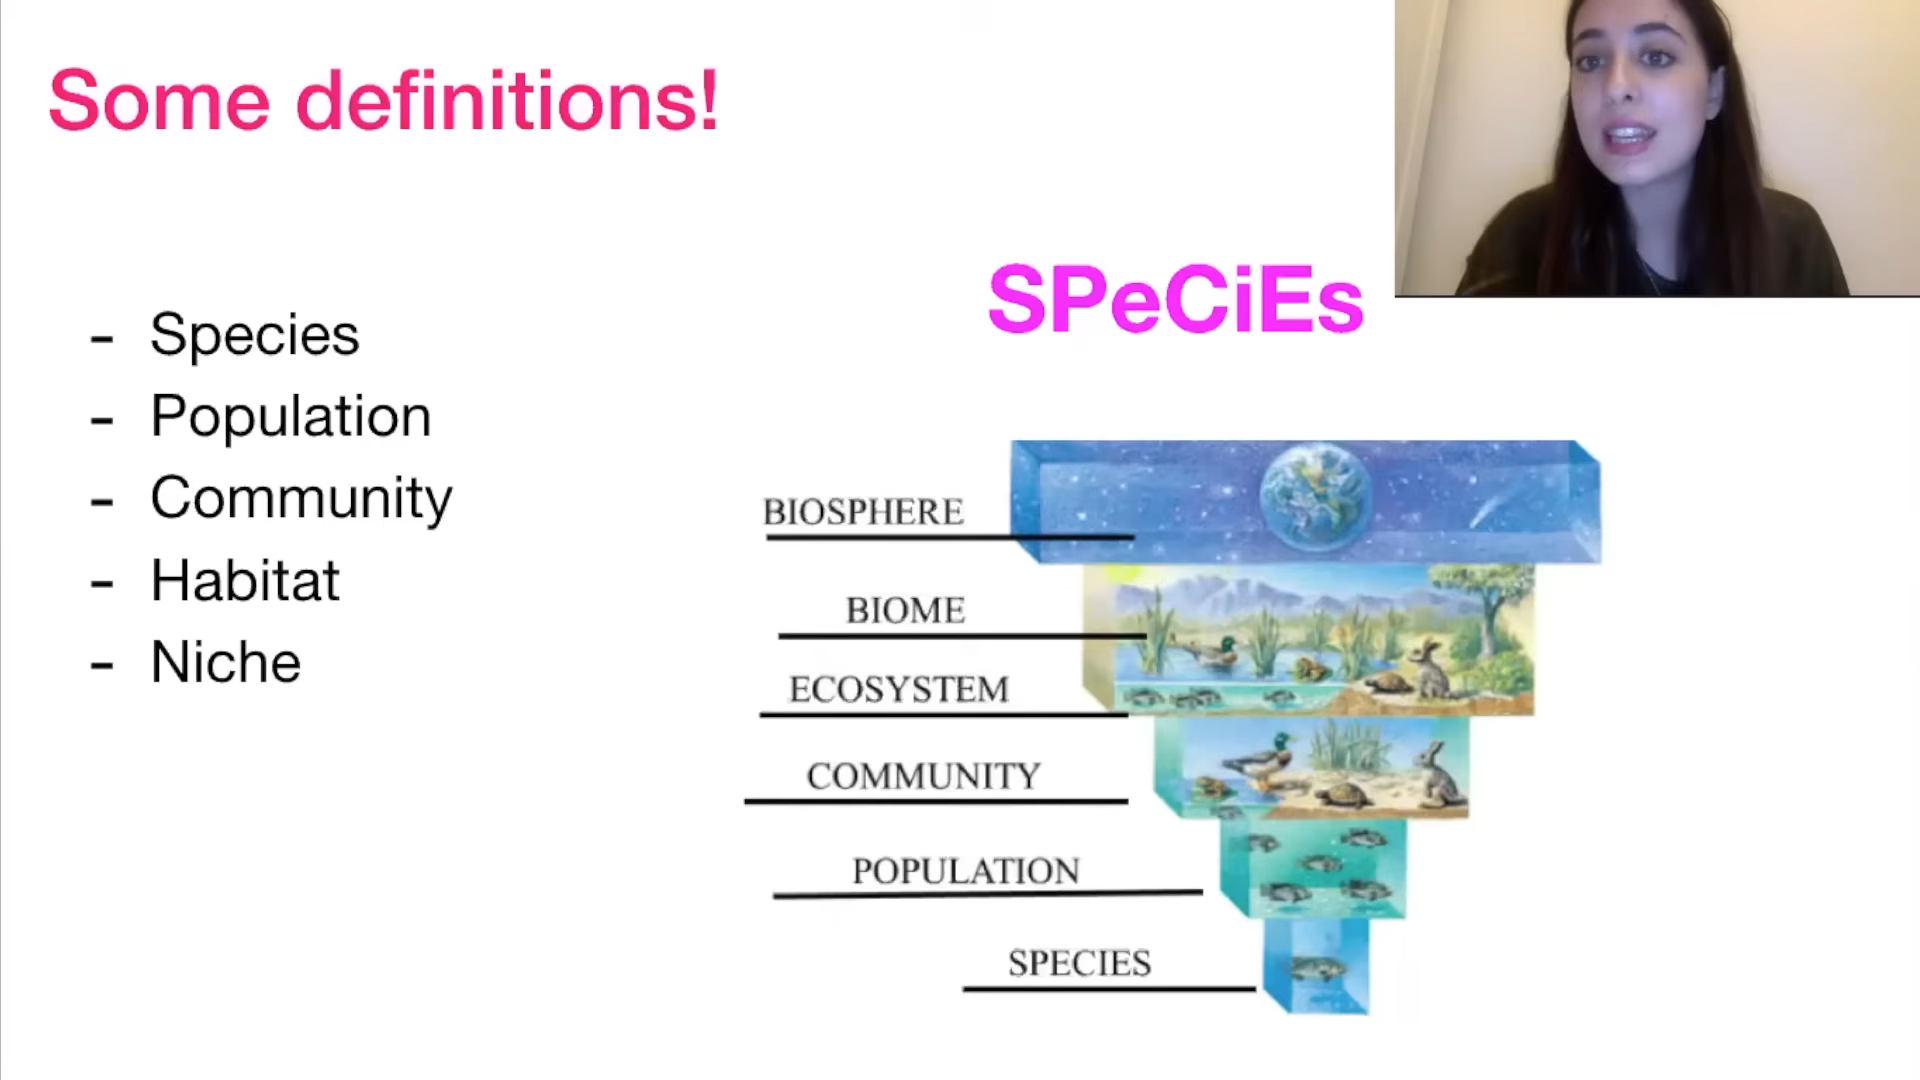 Some definitions!
SPeCiEs
- Species
- Population
- Community
- Habitat
- Niche
BIOSPHERE
BIOME
ECOSYSTEM
COMMUNITY
POPULATION
SPECIES